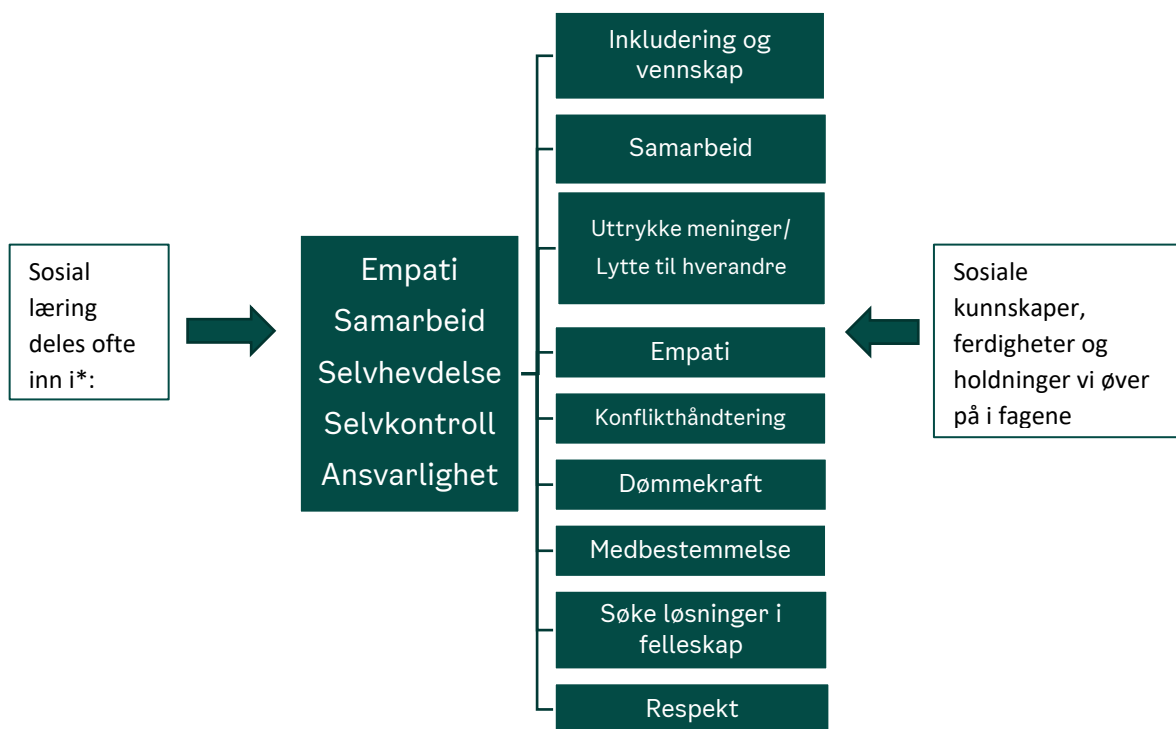 Sosial
læring
deles ofte
inn i*:
Empati
Samarbeid
Selvhevdelse
Selvkontroll
Ansvarlighet
Inkludering og
vennskap
Samarbeid
Uttrykke meninger/
Lytte til hverandre
Empati
Konflikthåndtering
Dømmekraft
Medbestemmelse
Søke løsninger i
felleskap
Respekt
Sosiale
kunnskaper,
ferdigheter og
holdninger vi øver
på i fagene